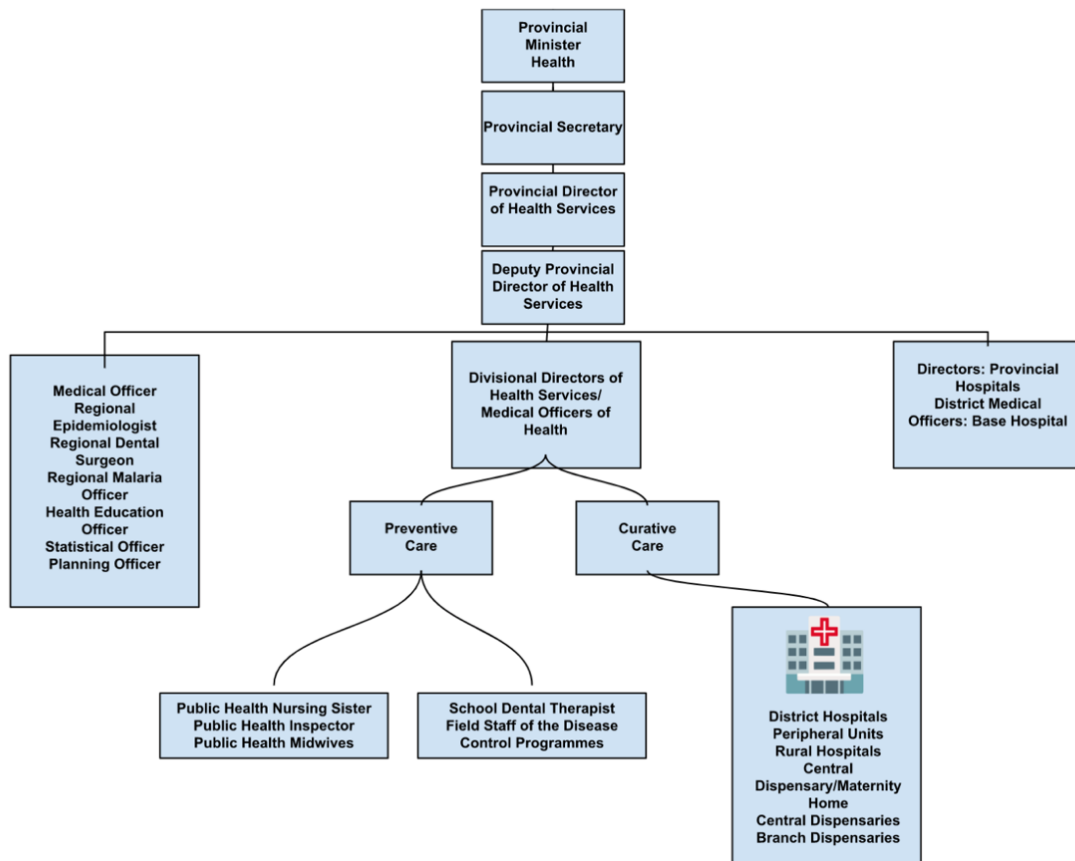 Provincial
Minister
Health
Provincial Secretary
Provincial Director
of Health Services
Deputy Provincial
Director of Health
Services
Medical Officer
Regional
Epidemiologist
Regional Dental
Surgeon
Regional Malaria
Officer
Health Education
Officer
Statistical Officer
Planning Officer
Divisional Directors of
Health Services/
Medical Officers of
Health
Directors: Provincial
Hospitals
District Medical
Officers: Base Hospital
Preventive
Care
Curative
Care
Public Health Nursing Sister
Public Health Inspector
Public Health Midwives
School Dental Therapist
Field Staff of the Disease
Control Programmes
District Hospitals
Peripheral Units
Rural Hospitals
Central
Dispensary/Maternity
Home
Central Dispensaries
Branch Dispensaries